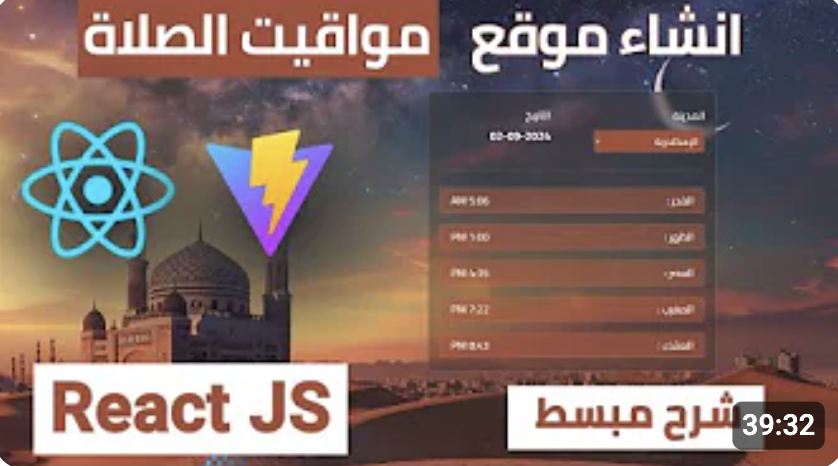 انشاء موقع مواقيت الصلاة
المدينة
التاريخ
الإسكندرية
02-09-2024
الفجر :
AM 5:06
الظهر :
PM 1:00
العصر :
PM 4:35
المغرب :
PM 7:22
العشاء :
PM 8:43
React JS
شرح مبسط
39:32